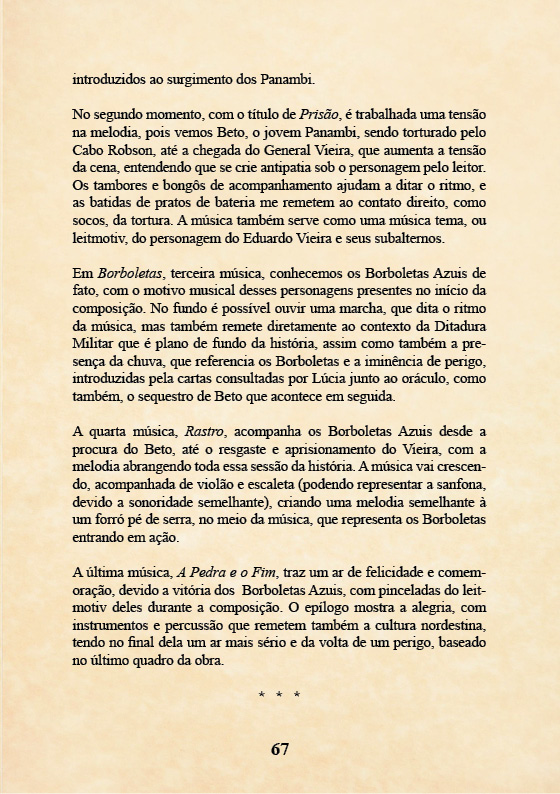 introduzidos ao surgimento dos Panambi.
No segundo momento, com o título de Prisão, é trabalhada uma tensão
na melodia, pois vemos Beto, o jovem Panambi, sendo torturado pelo
Cabo Robson, até a chegada do General Vieira, que aumenta a tensão
da cena, entendendo que se crie antipatia sob o personagem pelo leitor.
Os tambores e bongôs de acompanhamento ajudam a ditar o ritmo, e
as batidas de pratos de bateria me remetem ao contato direito, como
socos, da tortura. A música também serve como uma música tema, ou
leitmotiv, do personagem do Eduardo Vieira e seus subalternos.
Em Borboletas, terceira música, conhecemos os Borboletas Azuis de
fato, com o motivo musical desses personagens presentes no início da
composição. No fundo é possível ouvir uma marcha, que dita o ritmo
da música, mas também remete diretamente ao contexto da Ditadura
Militar que é plano de fundo da história, assim como também a pre-
sença da chuva, que referencia os Borboletas e a iminência de perigo,
introduzidas pela cartas consultadas por Lúcia junto ao oráculo, como
também, o sequestro de Beto que acontece em seguida.
A quarta música, Rastro, acompanha os Borboletas Azuis desde a
procura do Beto, até o resgaste e aprisionamento do Vieira, com a
melodia abrangendo toda essa sessão da história. A música vai crescen-
do, acompanhada de violão e escaleta (podendo representar a sanfona,
devido a sonoridade semelhante), criando uma melodia semelhante à
um forró pé de serra, no meio da música, que representa os Borboletas
entrando em ação.
A última música, A Pedra e o Fim, traz um ar de felicidade e comem-
oração, devido a vitória dos Borboletas Azuis, com pinceladas do leit-
motiv deles durante a composição. O epílogo mostra a alegria, com
instrumentos e percussão que remetem também a cultura nordestina,
tendo no final dela um ar mais sério e da volta de um perigo, baseado
no último quadro da obra.
* * *
67